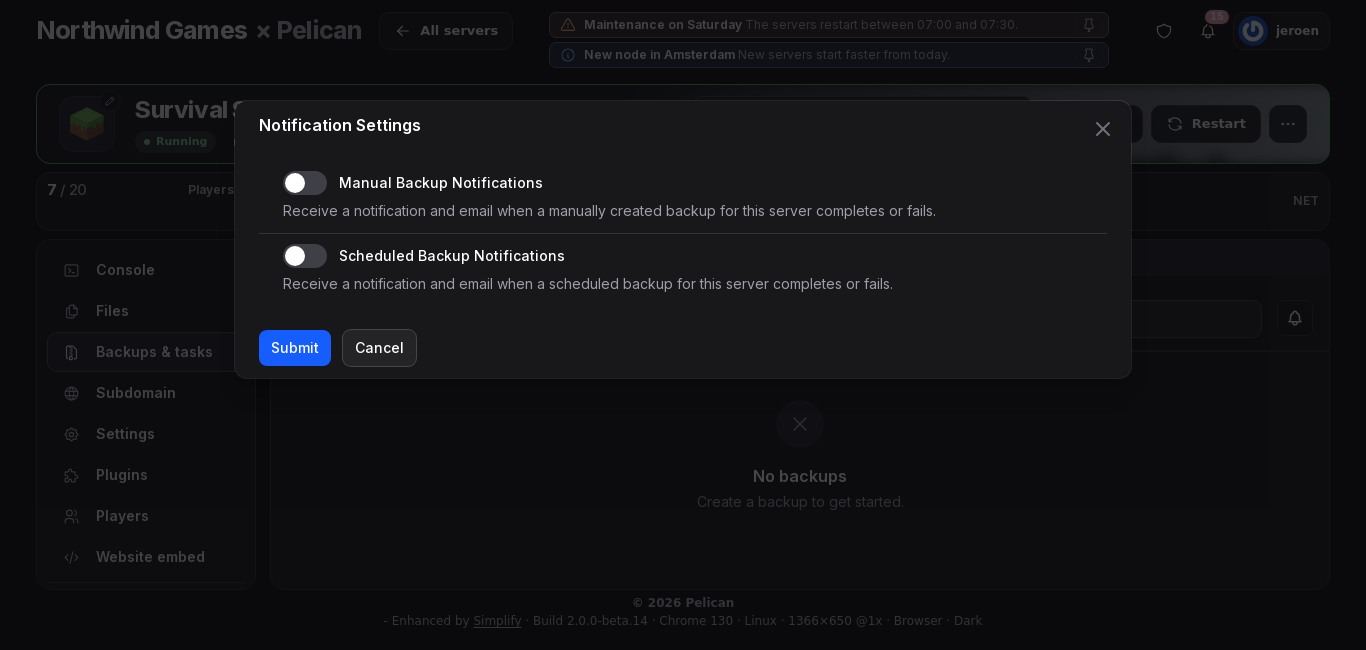 Northwind Games × Pelican
All servers
Maintenance on Saturday The servers restart between 07:00 and 07:30.
New node in Amsterdam New servers start faster from today.
15
jeroen
Survival S
Running
Restart
7 / 20
Players
NET
Notification Settings
Manual Backup Notifications
Receive a notification and email when a manually created backup for this server completes or fails.
Scheduled Backup Notifications
Receive a notification and email when a scheduled backup for this server completes or fails.
Submit
Cancel
Console
Files
Backups & tasks
Subdomain
Settings
Plugins
Players
Website embed
No backups
Create a backup to get started.
© 2026 Pelican
- Enhanced by Simplify · Build 2.0.0-beta.14 · Chrome 130 · Linux · 1366×650 @1x · Browser · Dark